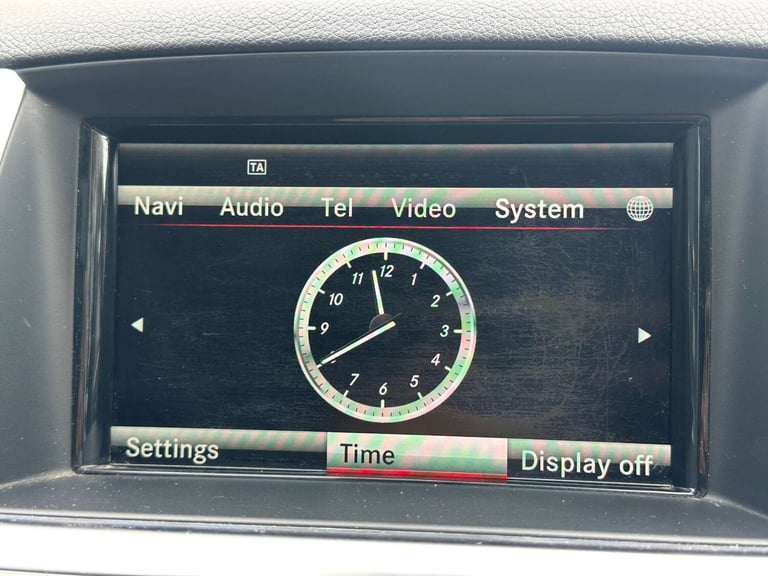 TA
Navi Audio Tel Video System
12
11 1
10 2
9 3
4
7 5
6
Settings Time Display off